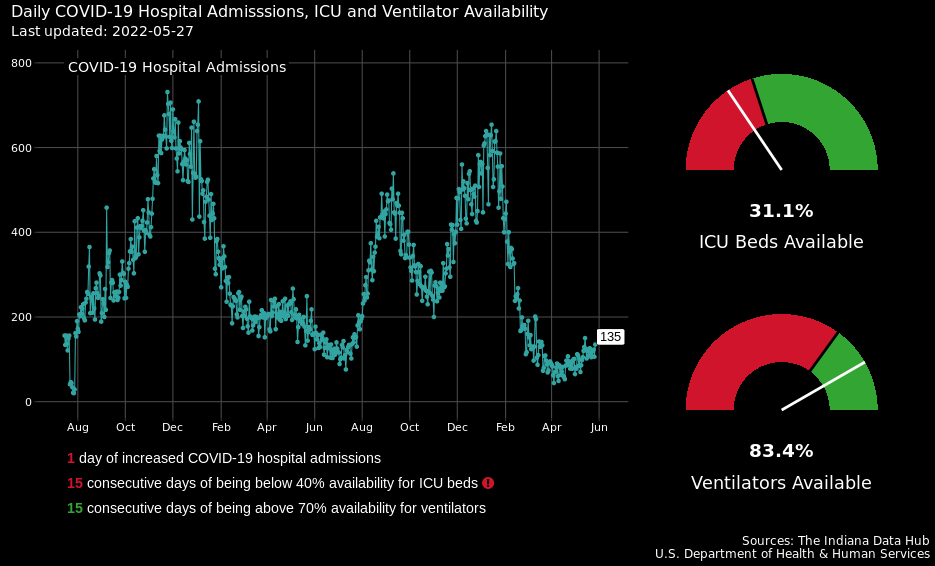 Daily COVID-19 Hospital Admisssions, ICU and Ventilator Availability
Last updated: 2022-05-27
COVID-19 Hospital Admissions
800
600
400
200
0
135
Aug Oct Dec Feb Apr Jun Aug Oct Dec Feb Apr Jun
1 day of increased COVID-19 hospital admissions
15 consecutive days of being below 40% availability for ICU beds !
15 consecutive days of being above 70% availability for ventilators
31.1%
ICU Beds Available
83.4%
Ventilators Available
Sources: The Indiana Data Hub
U.S. Department of Health & Human Services